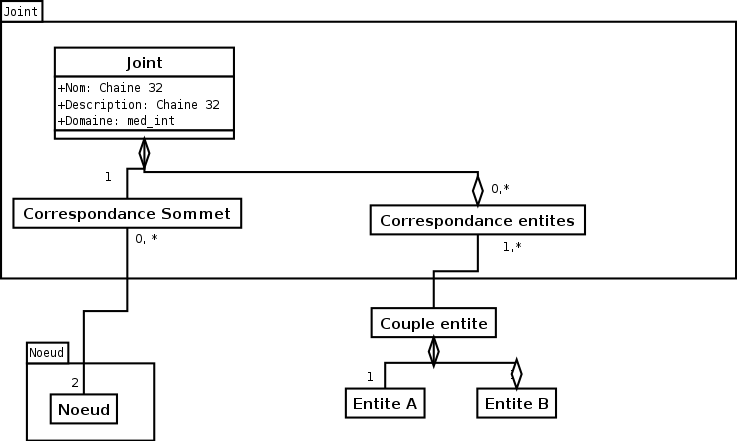 Joint
Joint
+Nom: Chaine 32
+Description: Chaine 32
+Domaine: med_int
1
0,*
Correspondance Sommet
Correspondance entites
0, *
1,*
Couple entite
Noeud
2
1
Noeud
Entite A
Entite B